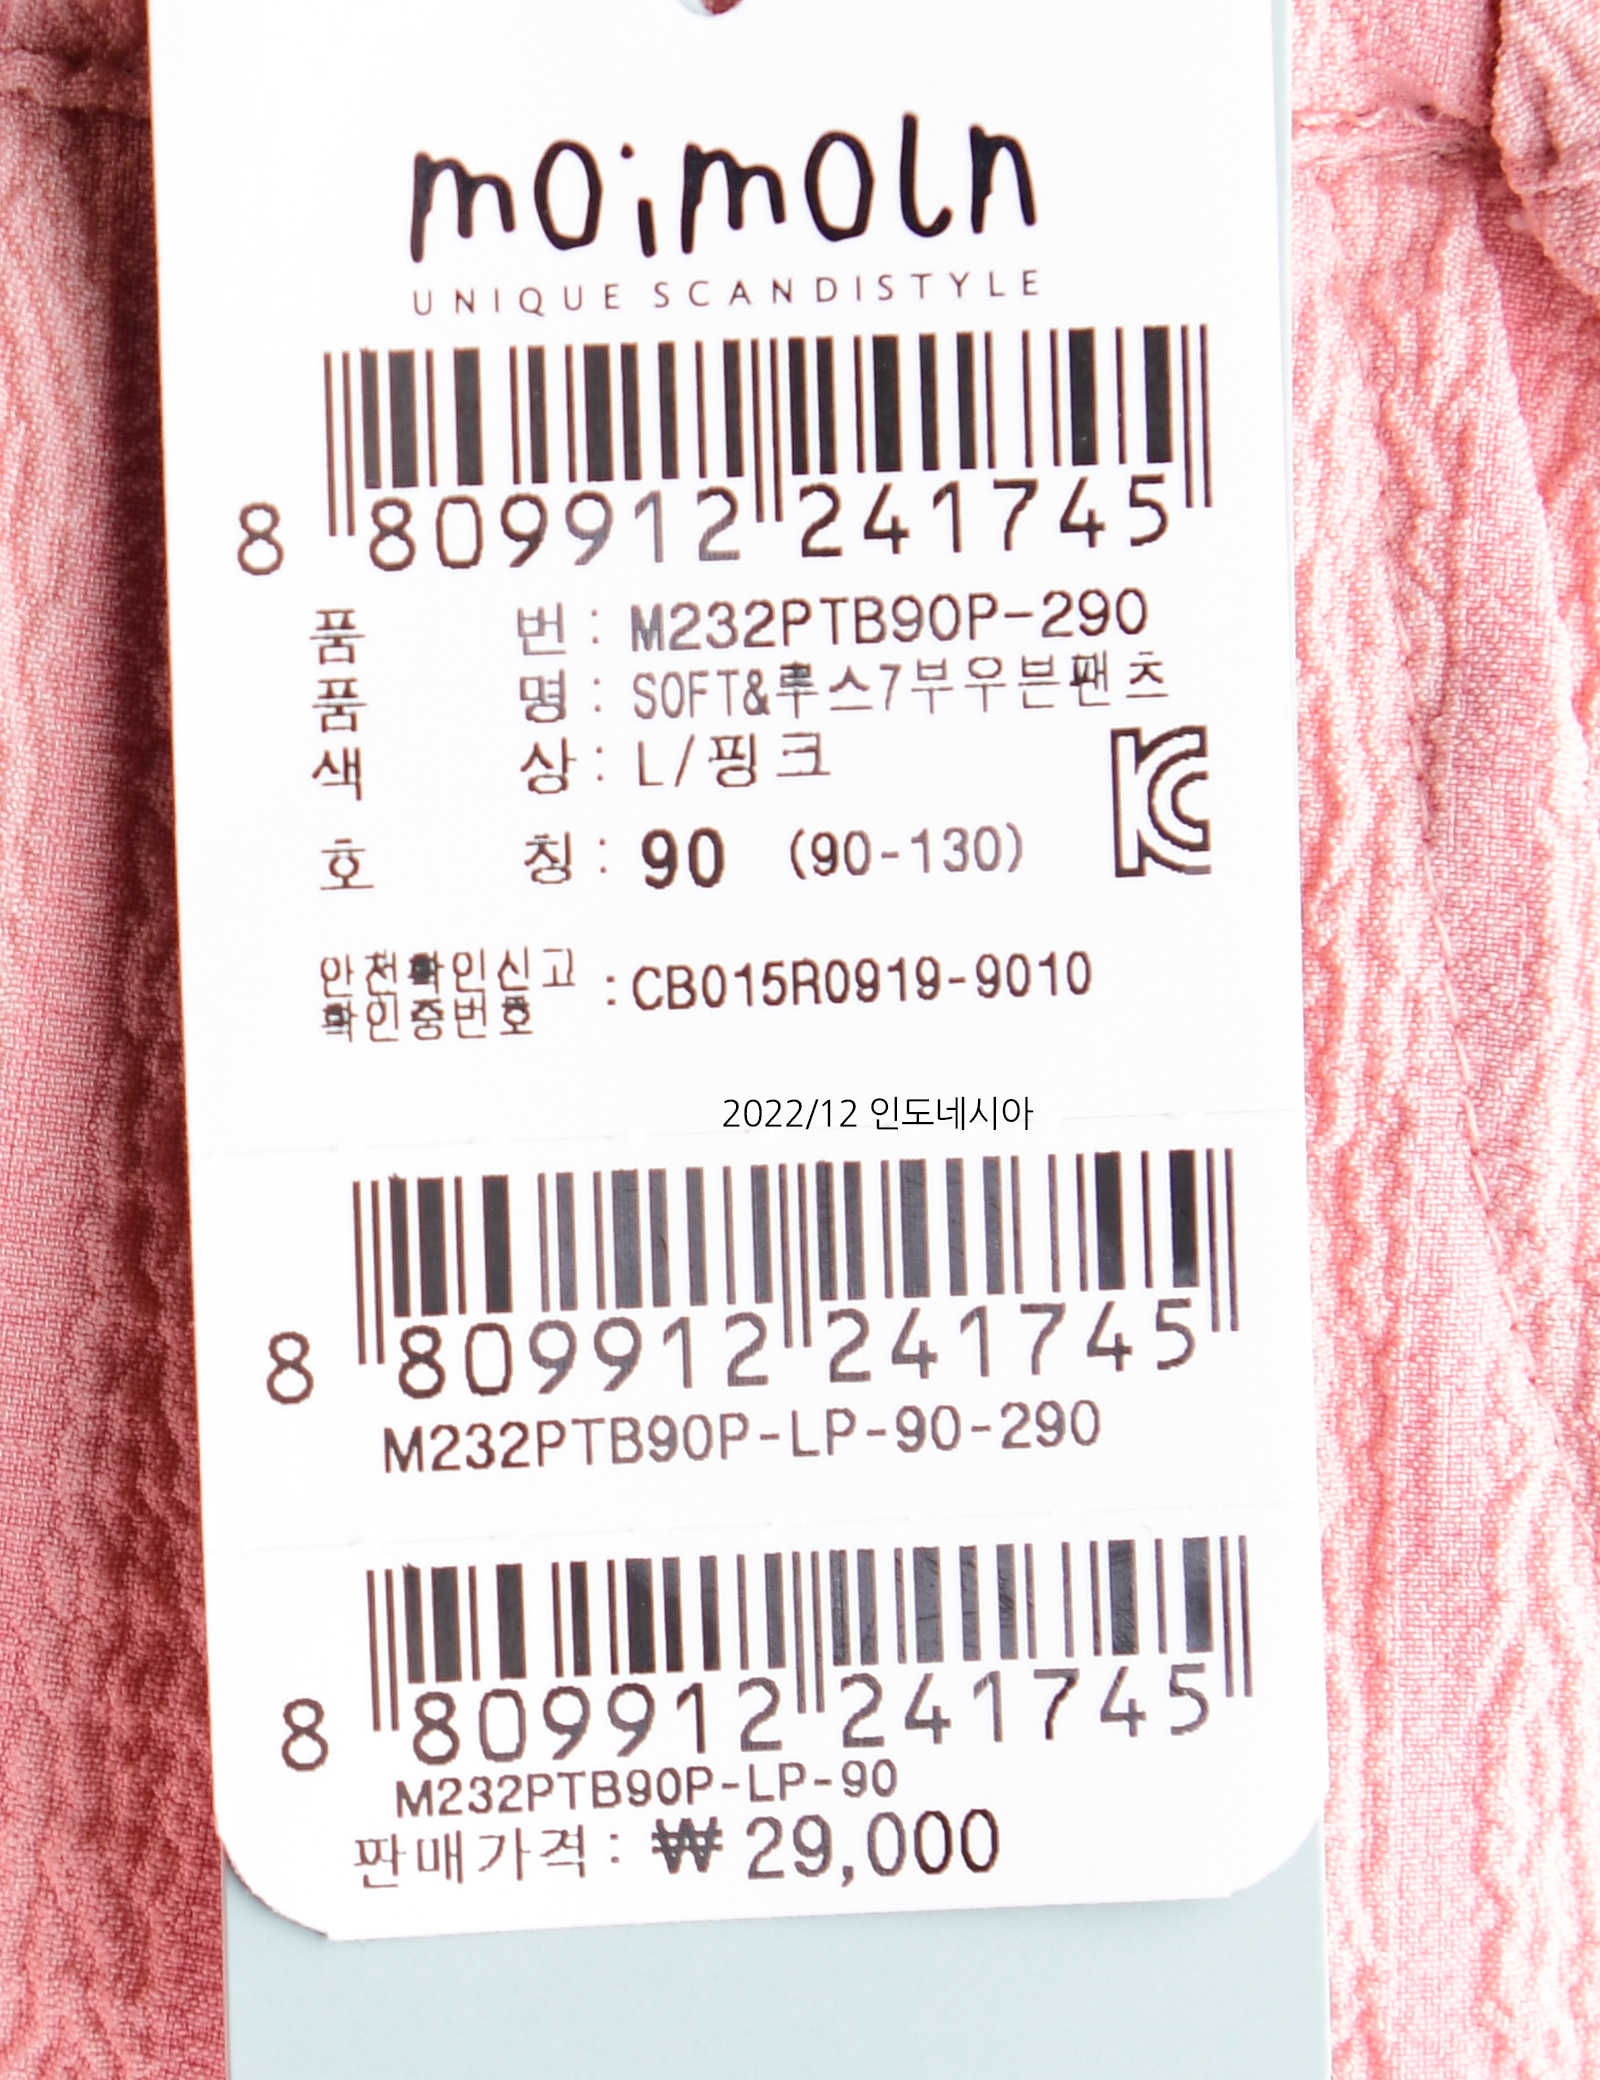 moimoln
UNIQUE SCANDISTYLE
8 809912 241745
품 번 : M232PTB90P-290
품 명 : SOFT&루스7부우븐팬츠
색 상 : L/핑크
호 칭 : 90 (90-130)
안전확인신고
확인증번호 : CB015R0919-9010
2022/12 인도네시아
8 809912 241745
M232PTB90P-LP-90-290
8 809912 241745
M232PTB90P-LP-90
판매가격 : ₩ 29,000